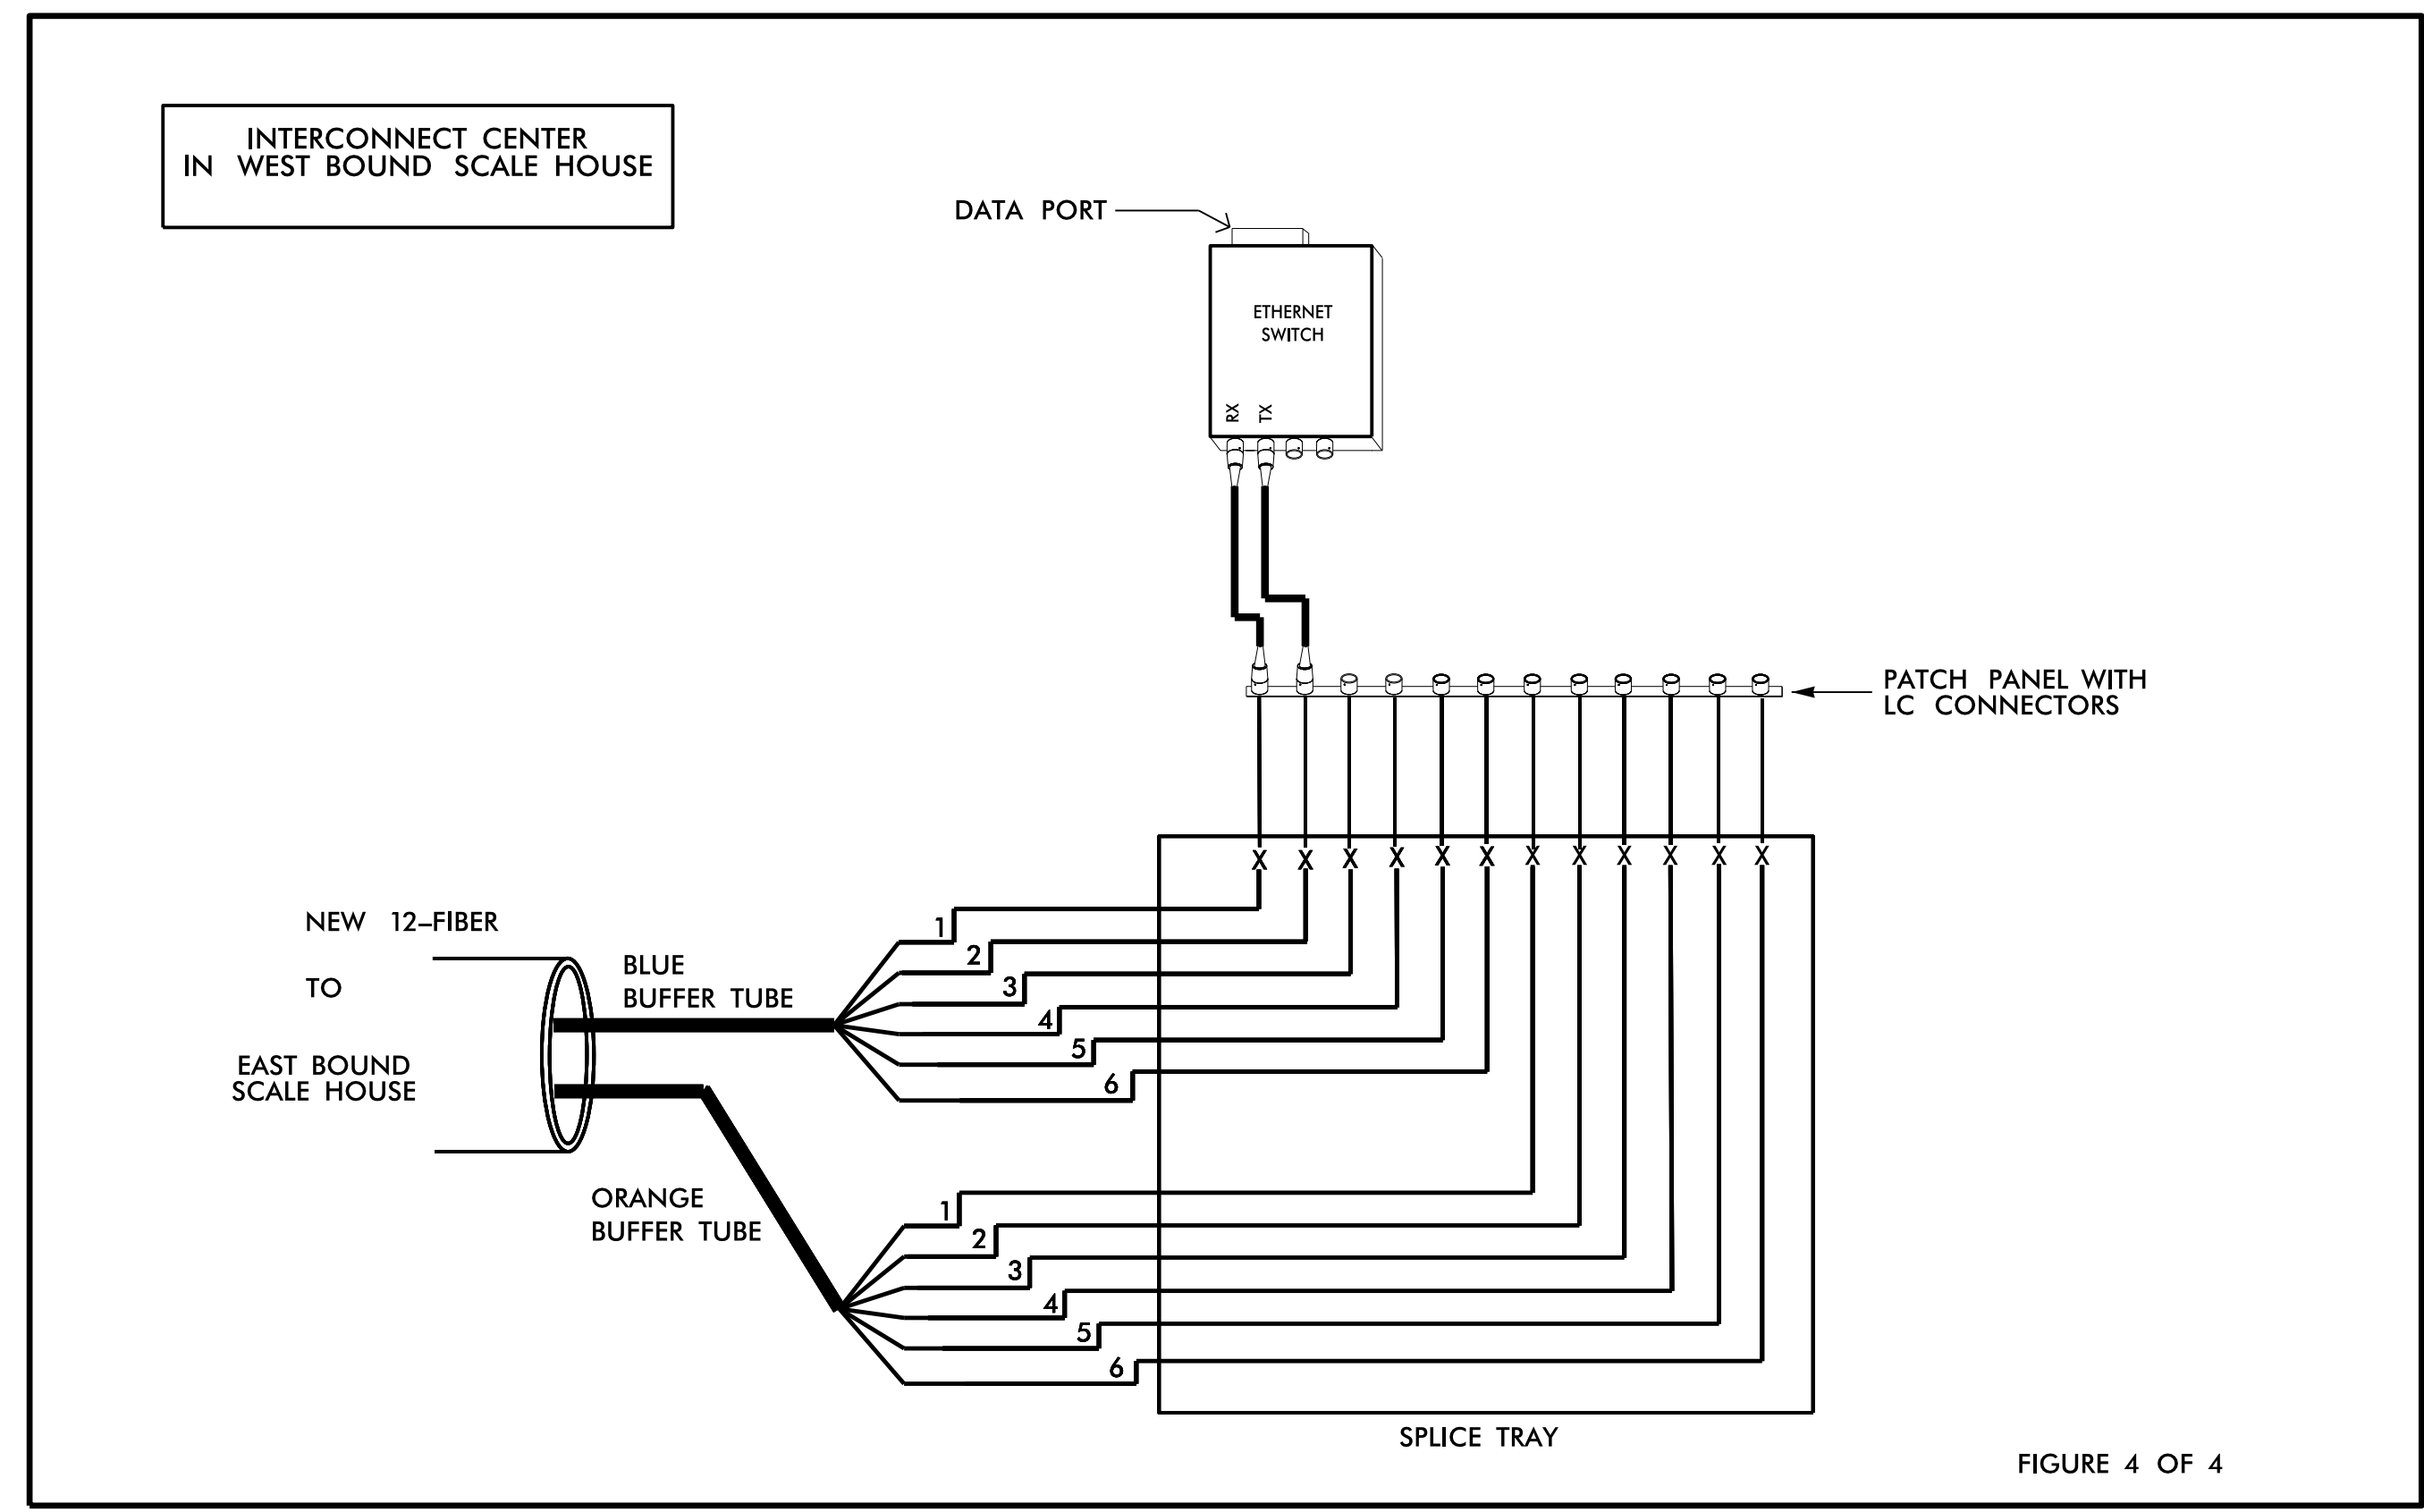 INTERCONNECT CENTER
IN WEST BOUND SCALE HOUSE
DATA PORT
ETHERNET
SWITCH
RX
TX
PATCH PANEL WITH
LC CONNECTORS
X X X X X X X X X X X X
NEW 12-FIBER
TO
EAST BOUND
SCALE HOUSE
BLUE
BUFFER TUBE
1
2
3
4
5
6
ORANGE
BUFFER TUBE
1
2
3
4
5
6
SPLICE TRAY
FIGURE 4 OF 4